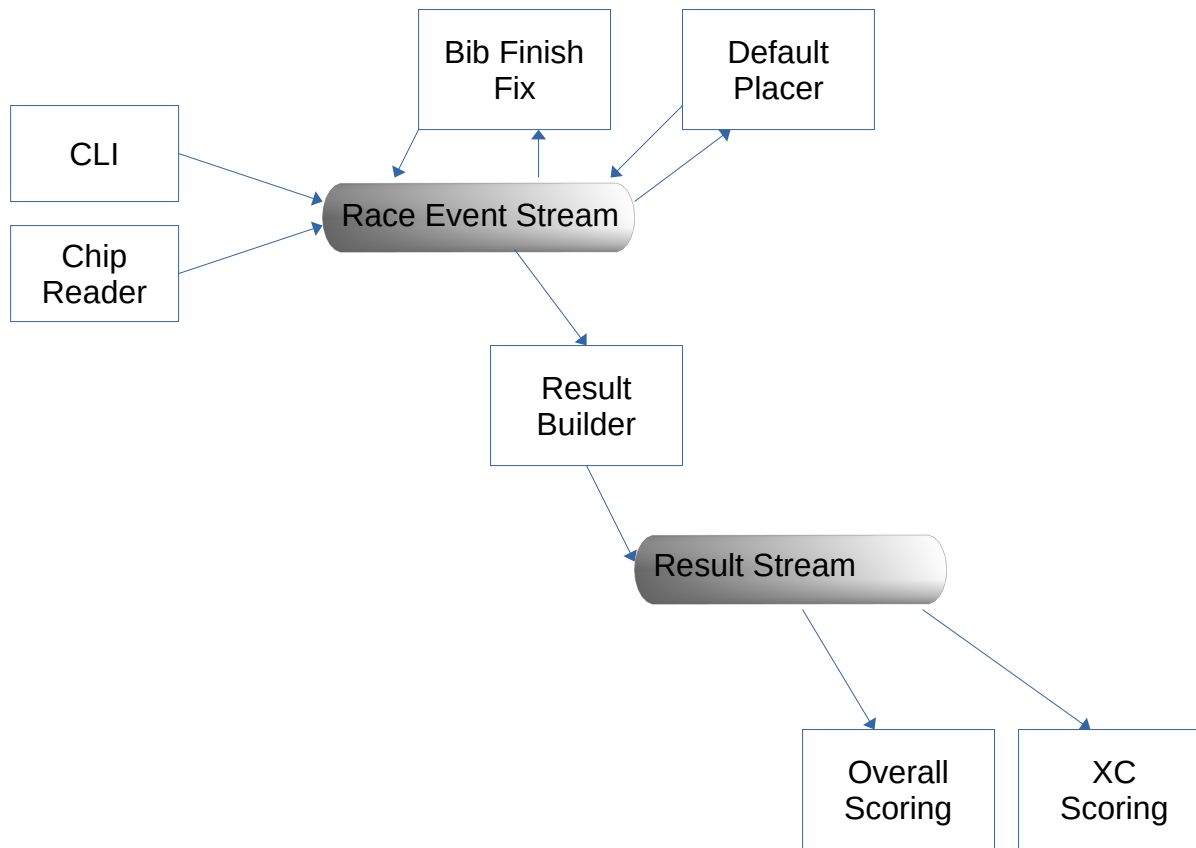 Bib Finish
Fix
Default
Placer
CLI
Race Event Stream
Chip
Reader
Result
Builder
Result Stream
Overall
Scoring
XC
Scoring